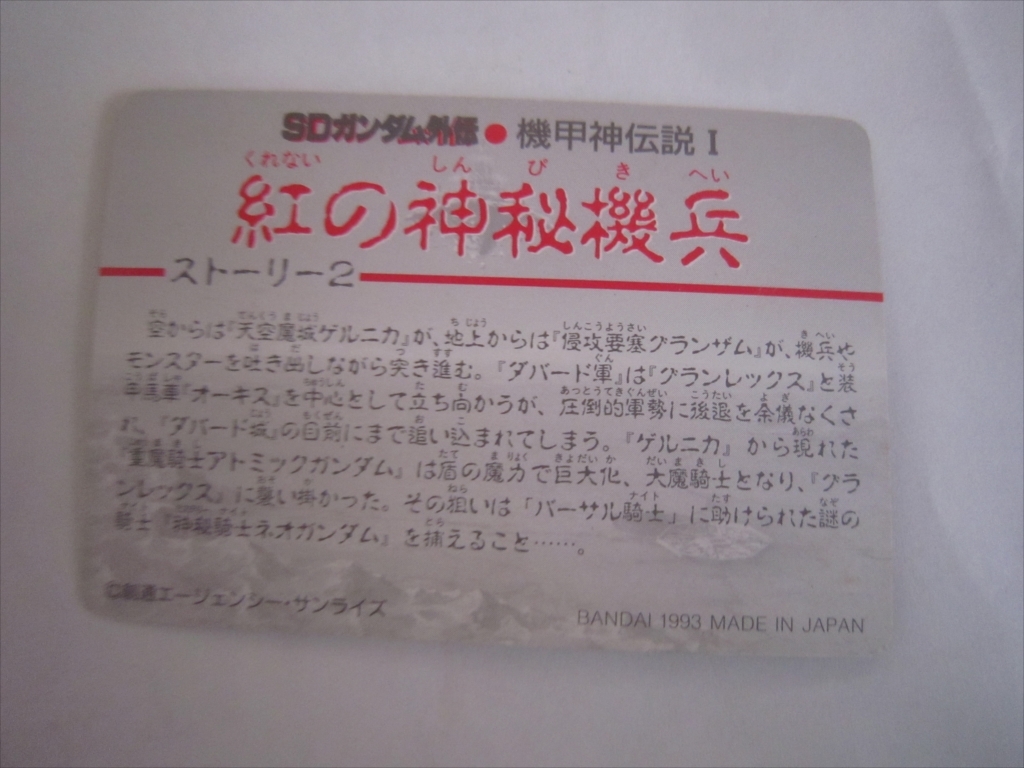 SDガンダム外伝●機甲神伝説Ⅰ
くれない しん ぴ き へい
紅の神秘機兵
ストーリー2
空からは『天空魔城ゲルニカ』が、地上からは『侵攻要塞グランザム』が、機兵や
モンスターを吐き出しながら突き進む。『ダバード軍』は『グランレックス』と装
甲馬車『オーキス』を中心として立ち向かうが、圧倒的軍勢に後退を余儀なくさ
れ、『ダバード城』の目前にまで追い込まれてしまう。『ゲルニカ』から現れた
『重魔騎士アトミックガンダム』は盾の魔力で巨大化、大魔騎士となり、『グラ
ンレックス』に襲い掛かった。その狙いは「バーサル騎士」に助けられた謎の
騎士『神秘騎士ネオガンダム』を捕えること……。
©創通エージェンシー・サンライズ
BANDAI 1993 MADE IN JAPAN